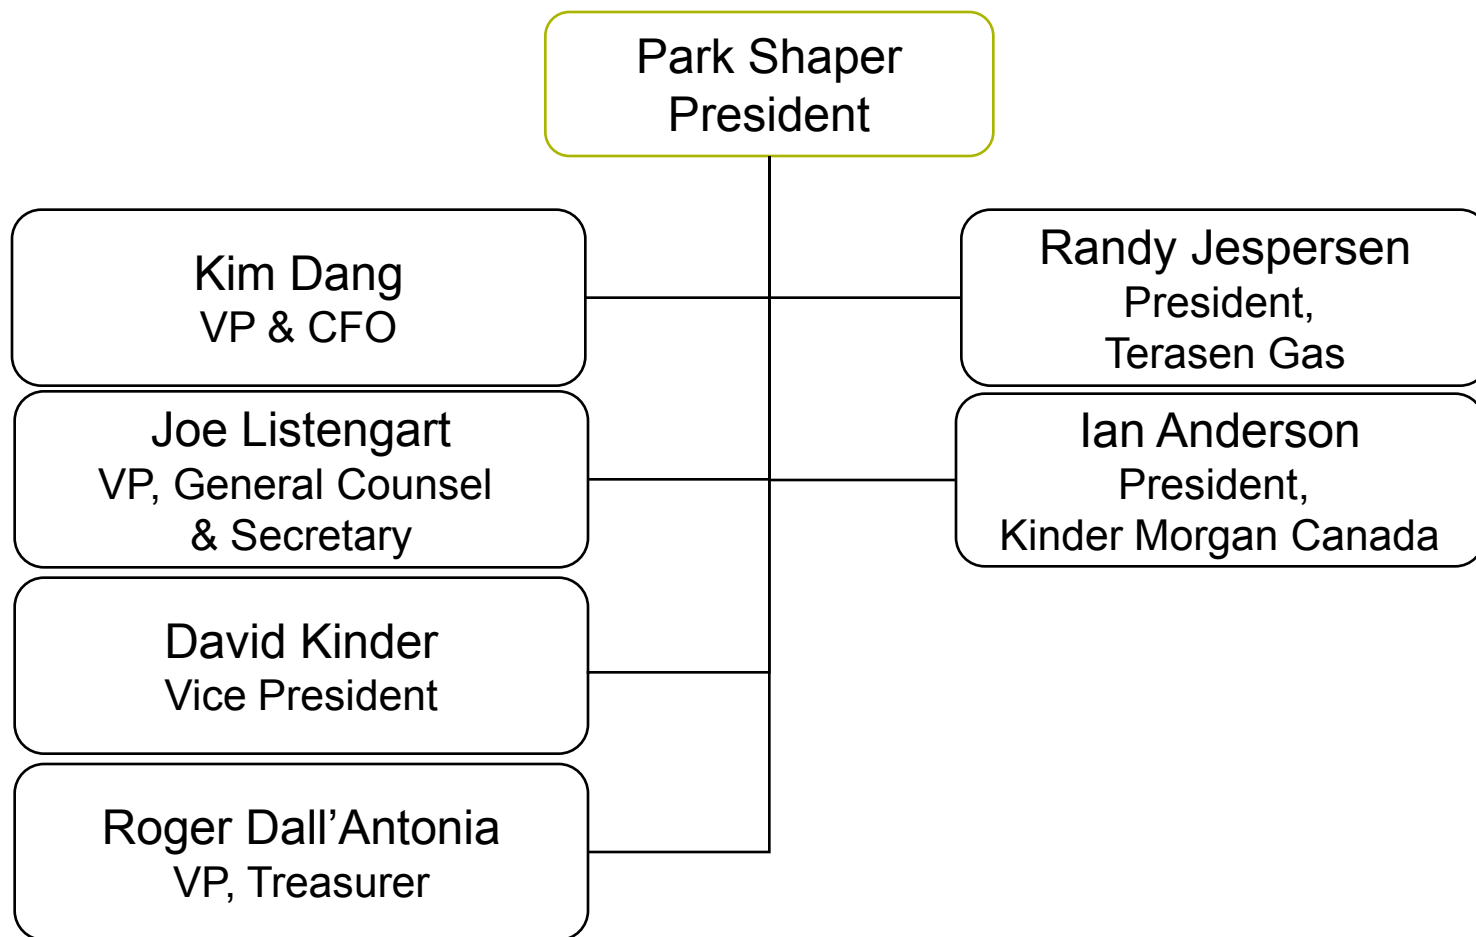 Park Shaper
President
Kim Dang
VP & CFO
Randy Jespersen
President,
Terasen Gas
Joe Listengart
VP, General Counsel
& Secretary
Ian Anderson
President,
Kinder Morgan Canada
David Kinder
Vice President
Roger Dall’Antonia
VP, Treasurer